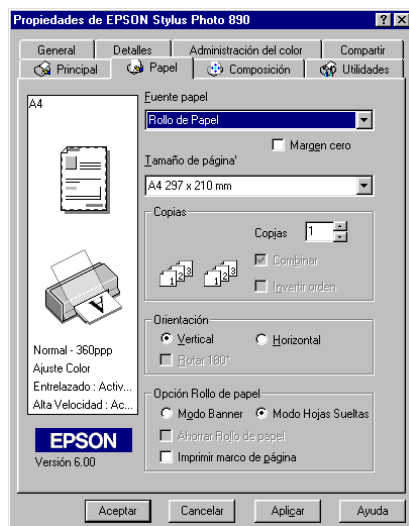 Propiedades de EPSON Stylus Photo 890
General Detalles Administración del color Compartir
Principal Papel Composición Utilidades
A4
Fuente papel
Rollo de Papel
Margen cero
Tamaño de página'
A4 297 x 210 mm
Copias
Copias 1
Combinar
Invertir orden
Orientación
Vertical Horizontal
Rotar 180°
Normal - 360ppp
Ajuste Color
Entrelazado : Activ...
Alta Velocidad : Ac...
Opción Rollo de papel
Modo Banner Modo Hojas Sueltas
Ahorrar Rollo de papel
Imprimir marco de página
EPSON
Versión 6.00
Aceptar Cancelar Aplicar Ayuda